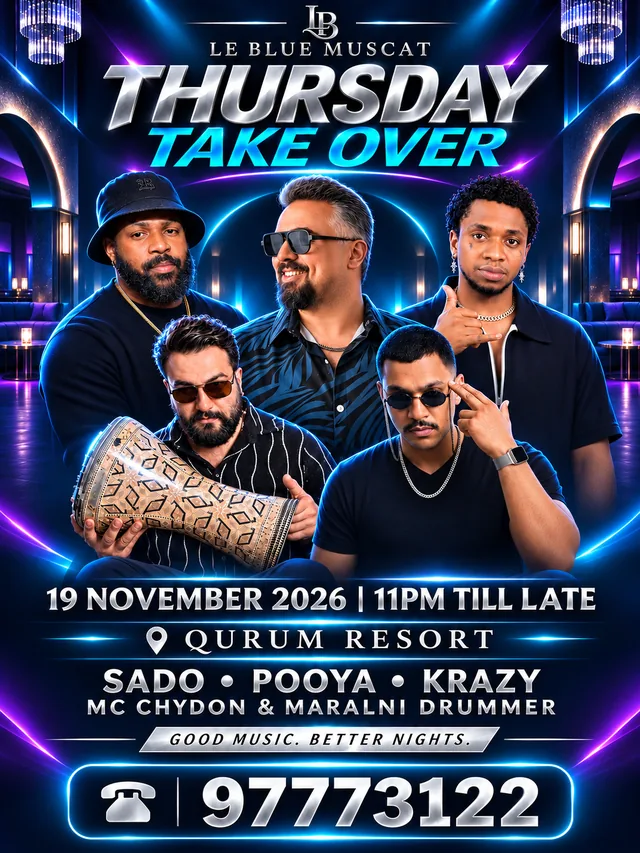 LB
LE BLUE MUSCAT
THURSDAY
TAKE OVER
19 NOVEMBER 2026 | 11PM TILL LATE
QURUM RESORT
SADO • POOYA • KRAZY
MC CHYDON & MARALNI DRUMMER
GOOD MUSIC. BETTER NIGHTS.
97773122